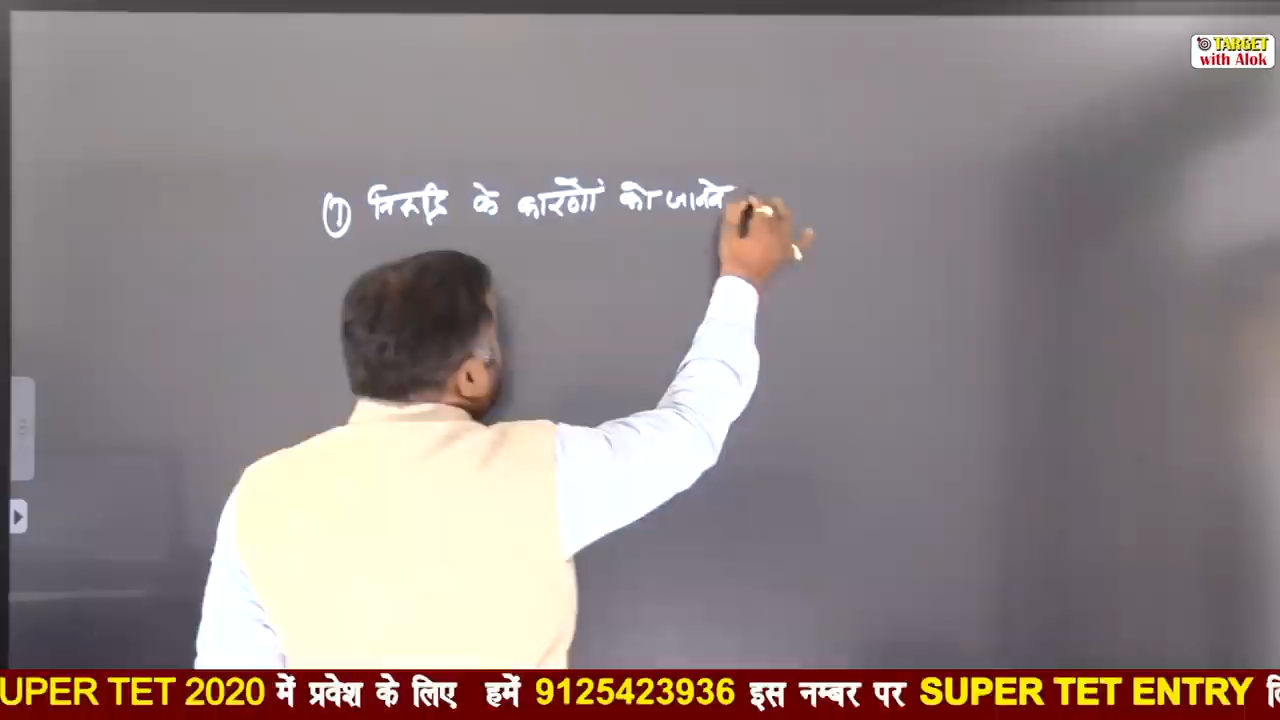 TARGET
with Alok
① के कारणों को जानने
UPER TET 2020 में प्रवेश के लिए हमें 9125423936 इस नम्बर पर SUPER TET ENTRY लि